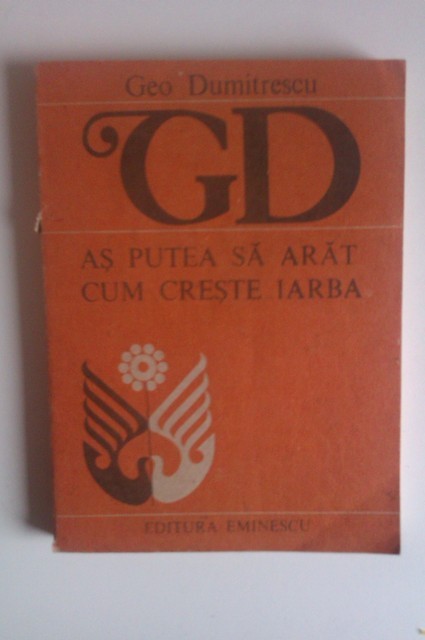 Geo Dumitrescu
GD
AȘ PUTEA SĂ ARĂT
CUM CREȘTE IARBA
EDITURA EMINESCU